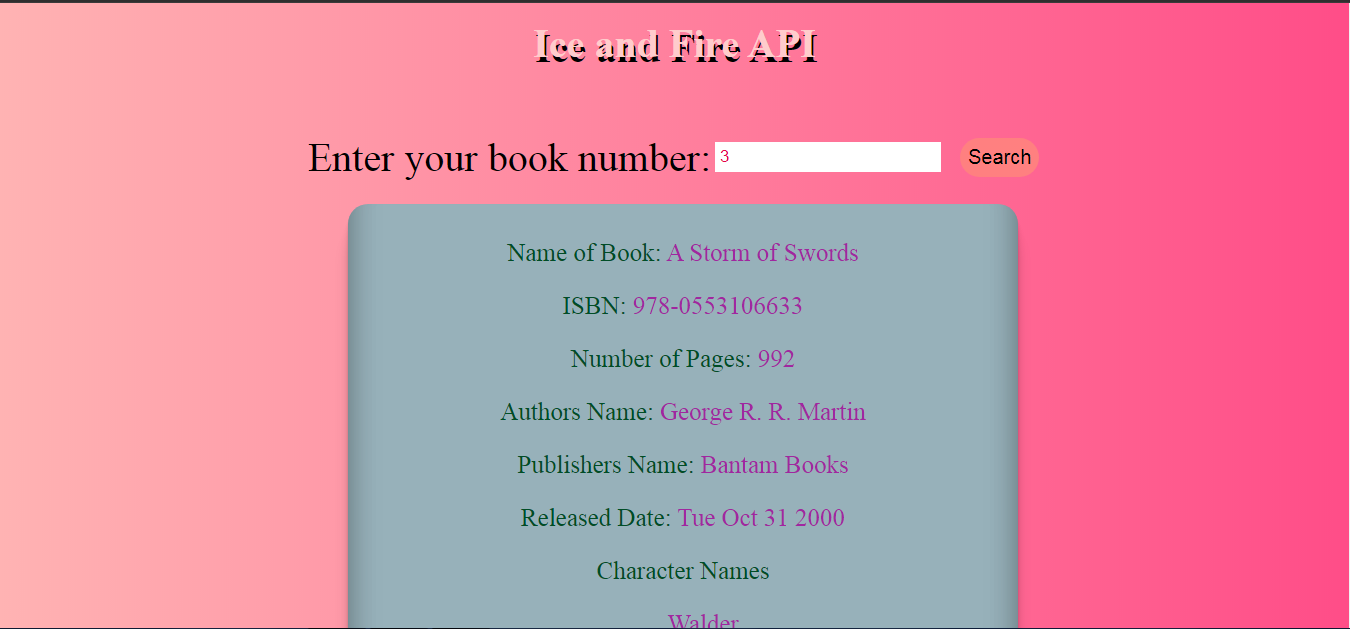 Ice and Fire API
Enter your book number: 3 Search
Name of Book: A Storm of Swords
ISBN: 978-0553106633
Number of Pages: 992
Authors Name: George R. R. Martin
Publishers Name: Bantam Books
Released Date: Tue Oct 31 2000
Character Names
Walder